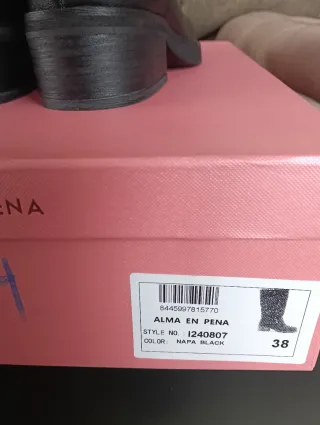 ENA
8445997815770
ALMA EN PENA
STYLE NO. i240807
COLOR: NAPA BLACK
38